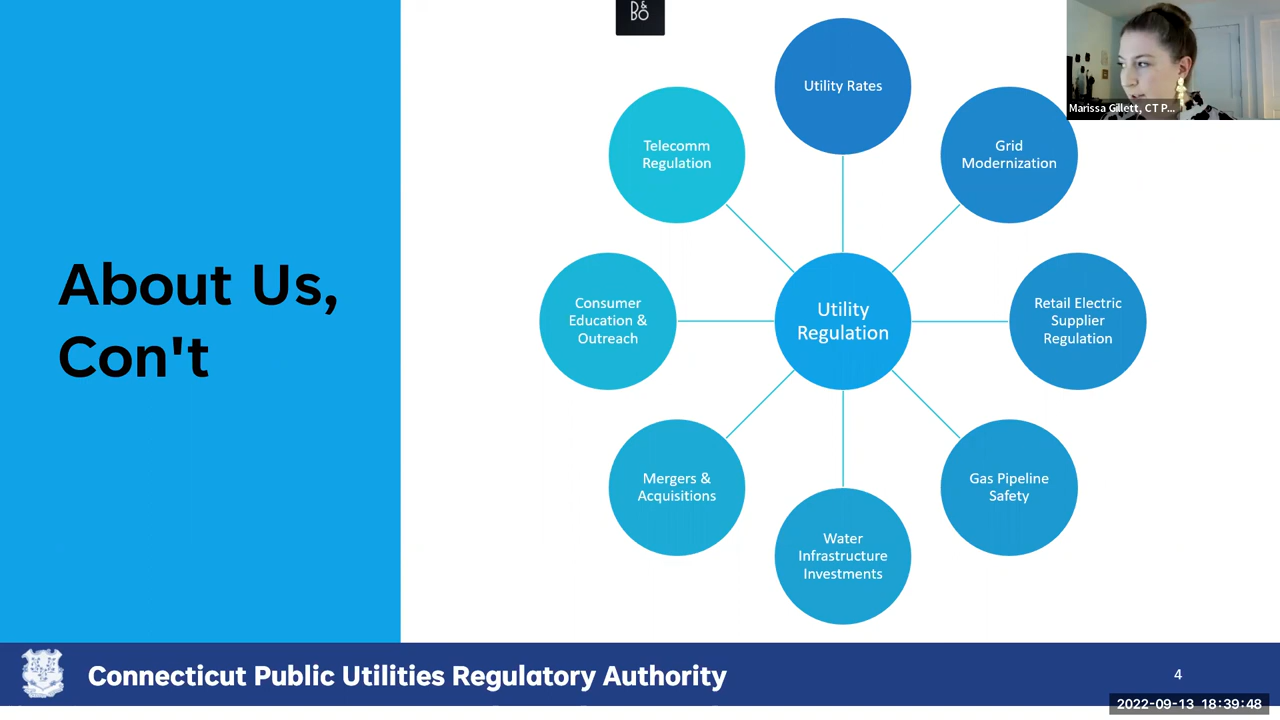 D&
BO
Utility Rates
Marissa Gillett, CT P...
Telecomm
Regulation
Grid
Modernization
About Us,
Con't
Consumer
Education &
Outreach
Utility
Regulation
Retail Electric
Supplier
Regulation
Mergers &
Acquisitions
Gas Pipeline
Safety
Water
Infrastructure
Investments
Connecticut Public Utilities Regulatory Authority
4
2022-09-13 18:39:48